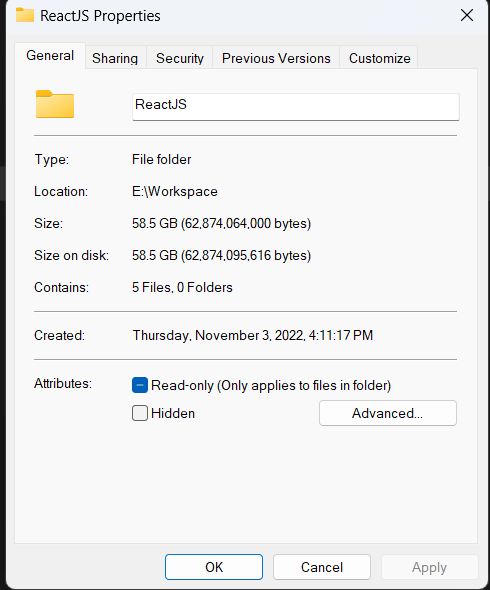 ReactJS Properties
General Sharing Security Previous Versions Customize
ReactJS
Type: File folder
Location: E:\Workspace
Size: 58.5 GB (62,874,064,000 bytes)
Size on disk: 58.5 GB (62,874,095,616 bytes)
Contains: 5 Files, 0 Folders
Created: Thursday, November 3, 2022, 4:11:17 PM
Attributes: Read-only (Only applies to files in folder)
Hidden Advanced...
OK Cancel Apply